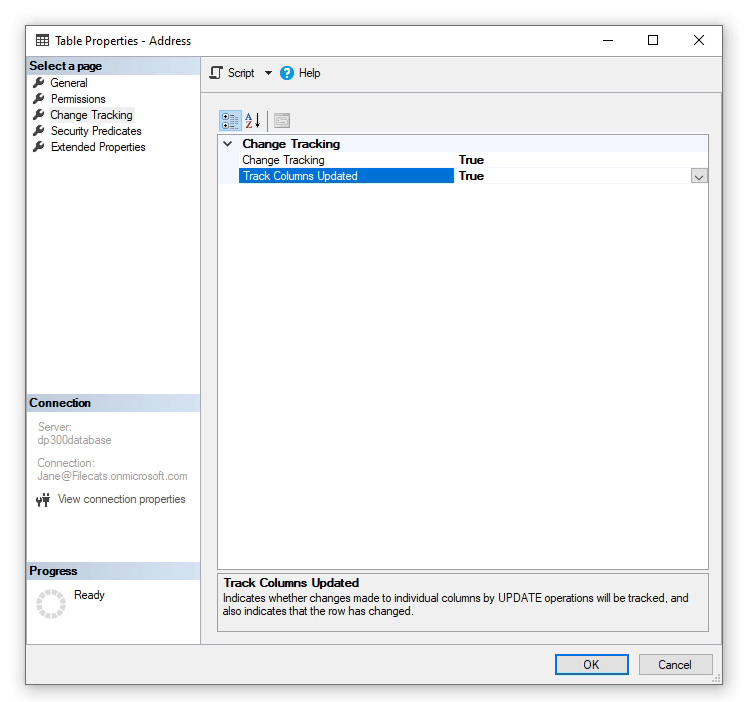 Table Properties - Address
Select a page
General
Permissions
Change Tracking
Security Predicates
Extended Properties
Script
Help
Change Tracking
Change Tracking True
Track Columns Updated True
Connection
Server:
dp300database
Connection:
Jane@Filecats.onmicrosoft.com
View connection properties
Progress
Ready
Track Columns Updated
Indicates whether changes made to individual columns by UPDATE operations will be tracked, and
also indicates that the row has changed.
OK
Cancel